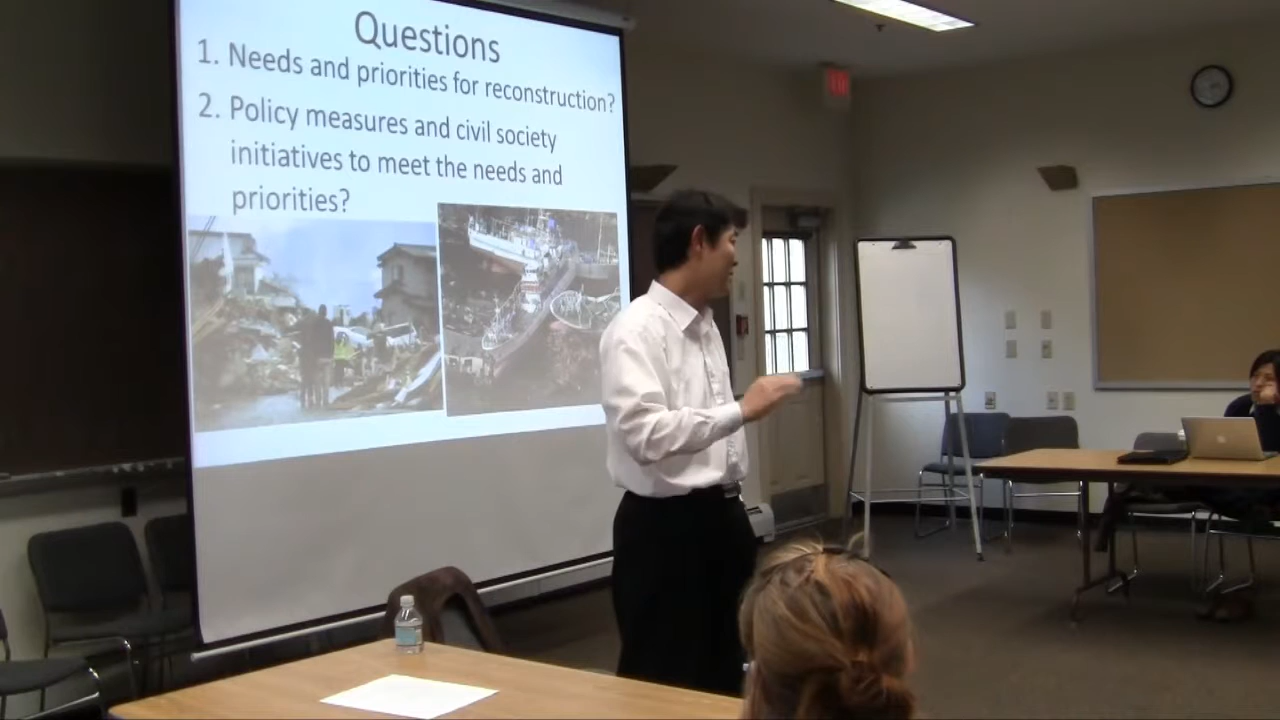 Questions
1. Needs and priorities for reconstruction?
2. Policy measures and civil society
initiatives to meet the needs and
priorities?